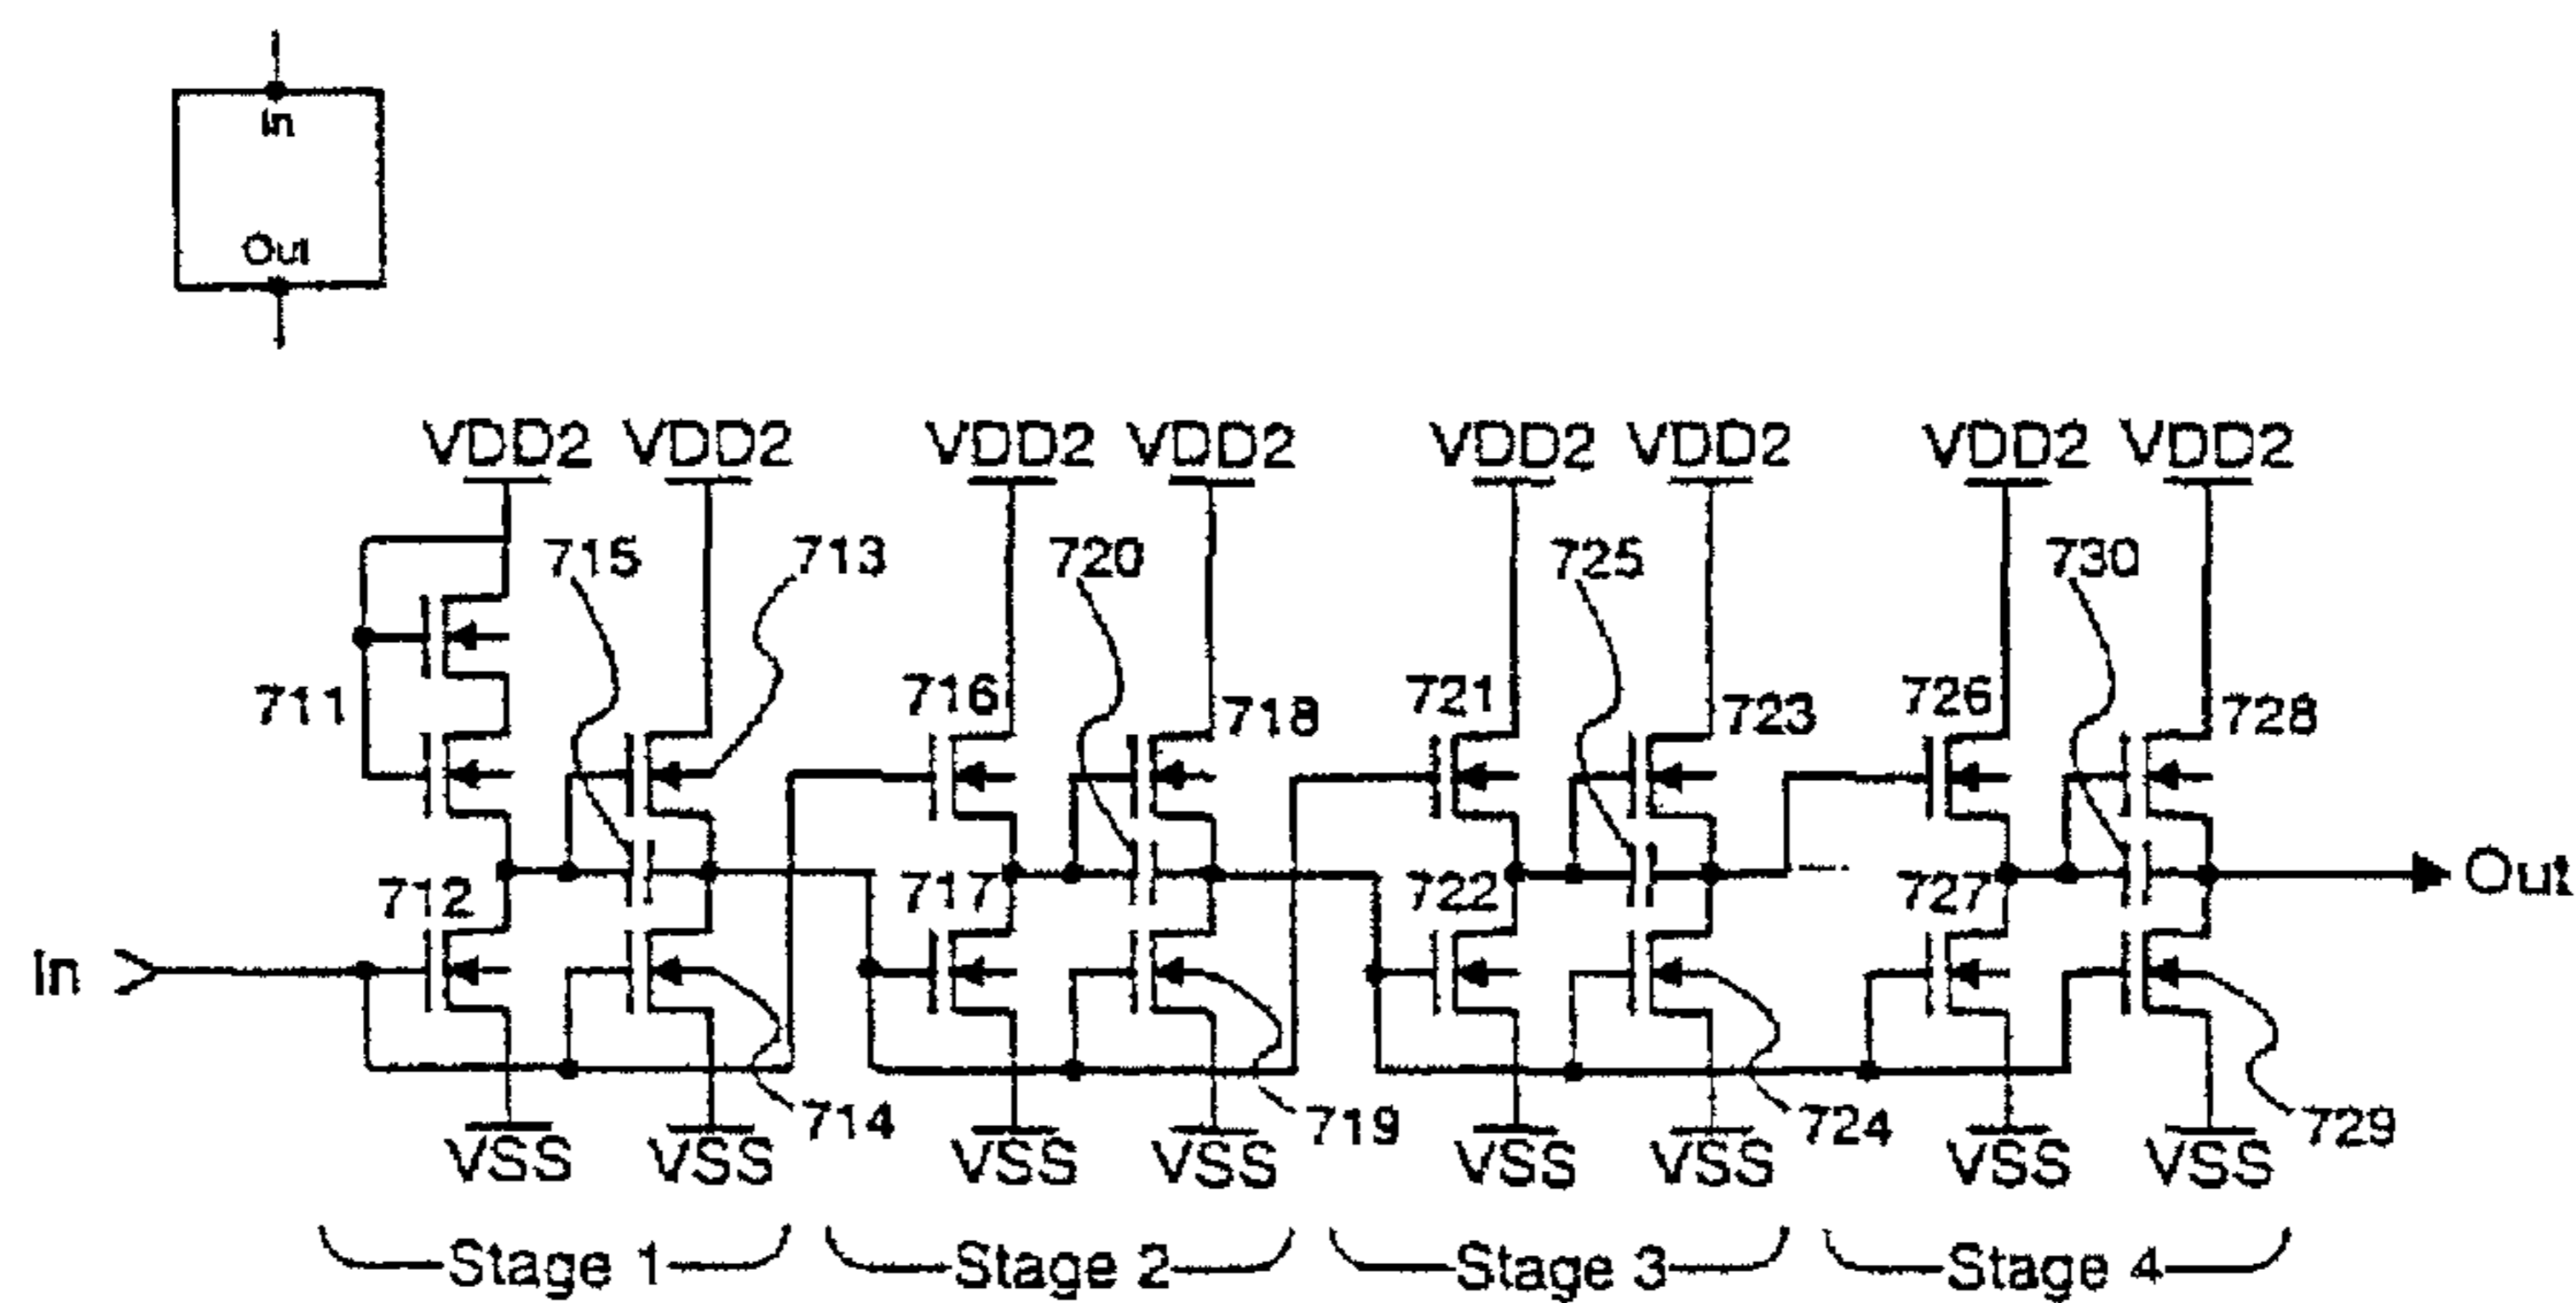 In
Out
VDD2 VDD2 VDD2 VDD2 VDD2 VDD2 VDD2 VDD2
715 713 720 725 730
711 716 718 721 723 726 728
712 717 722 727
In Out
714 719 724 729
VSS VSS VSS VSS VSS VSS VSS VSS
Stage 1 Stage 2 Stage 3 Stage 4